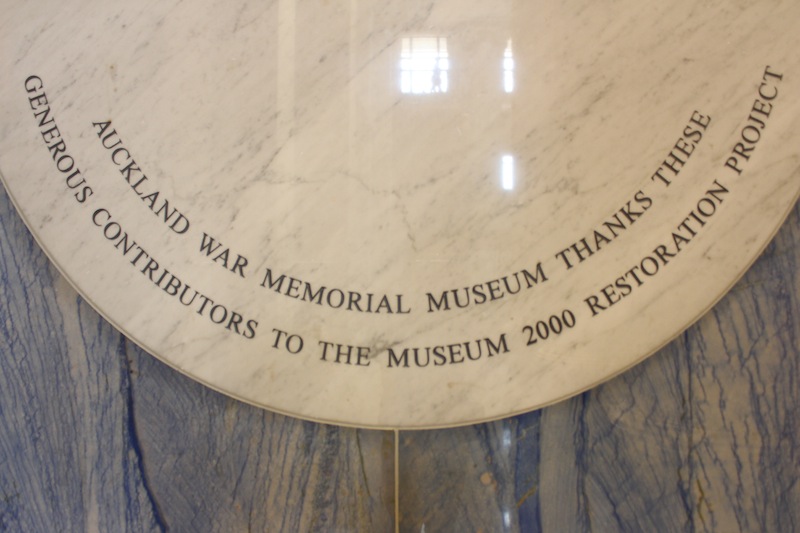 AUCKLAND WAR MEMORIAL MUSEUM THANKS THESE
GENEROUS CONTRIBUTORS TO THE MUSEUM 2000 RESTORATION PROJECT